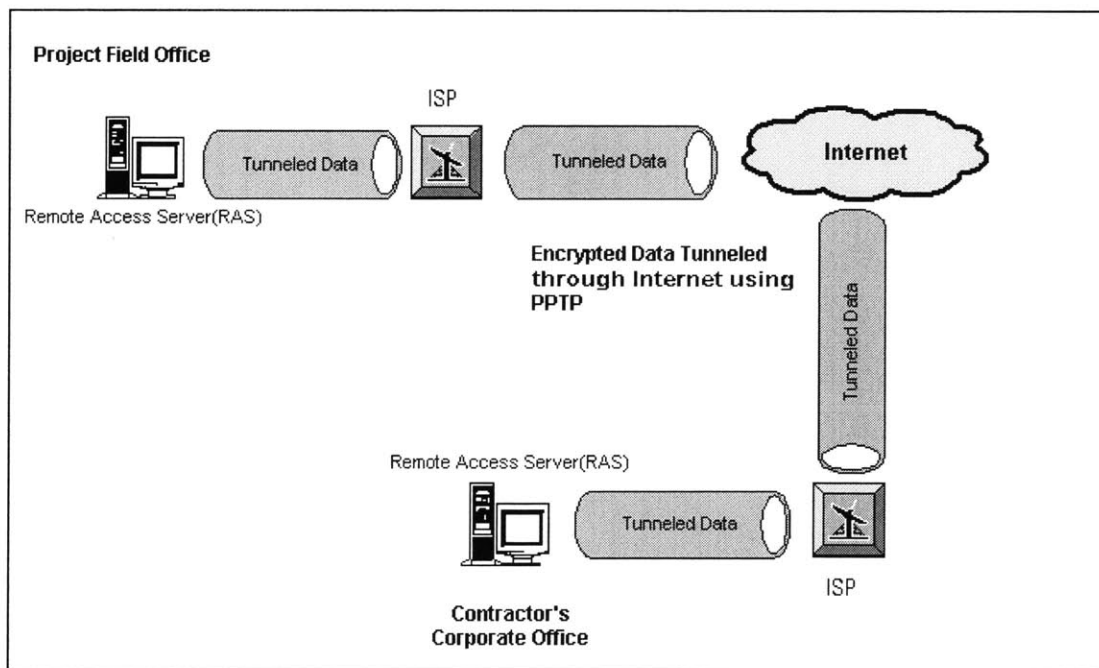 Project Field Office
ISP
Tunneled Data
Tunneled Data
Internet
Remote Access Server(RAS)
Encrypted Data Tunneled
through Internet using
PPTP
Tunneled Data
Remote Access Server(RAS)
Tunneled Data
ISP
Contractor's
Corporate Office